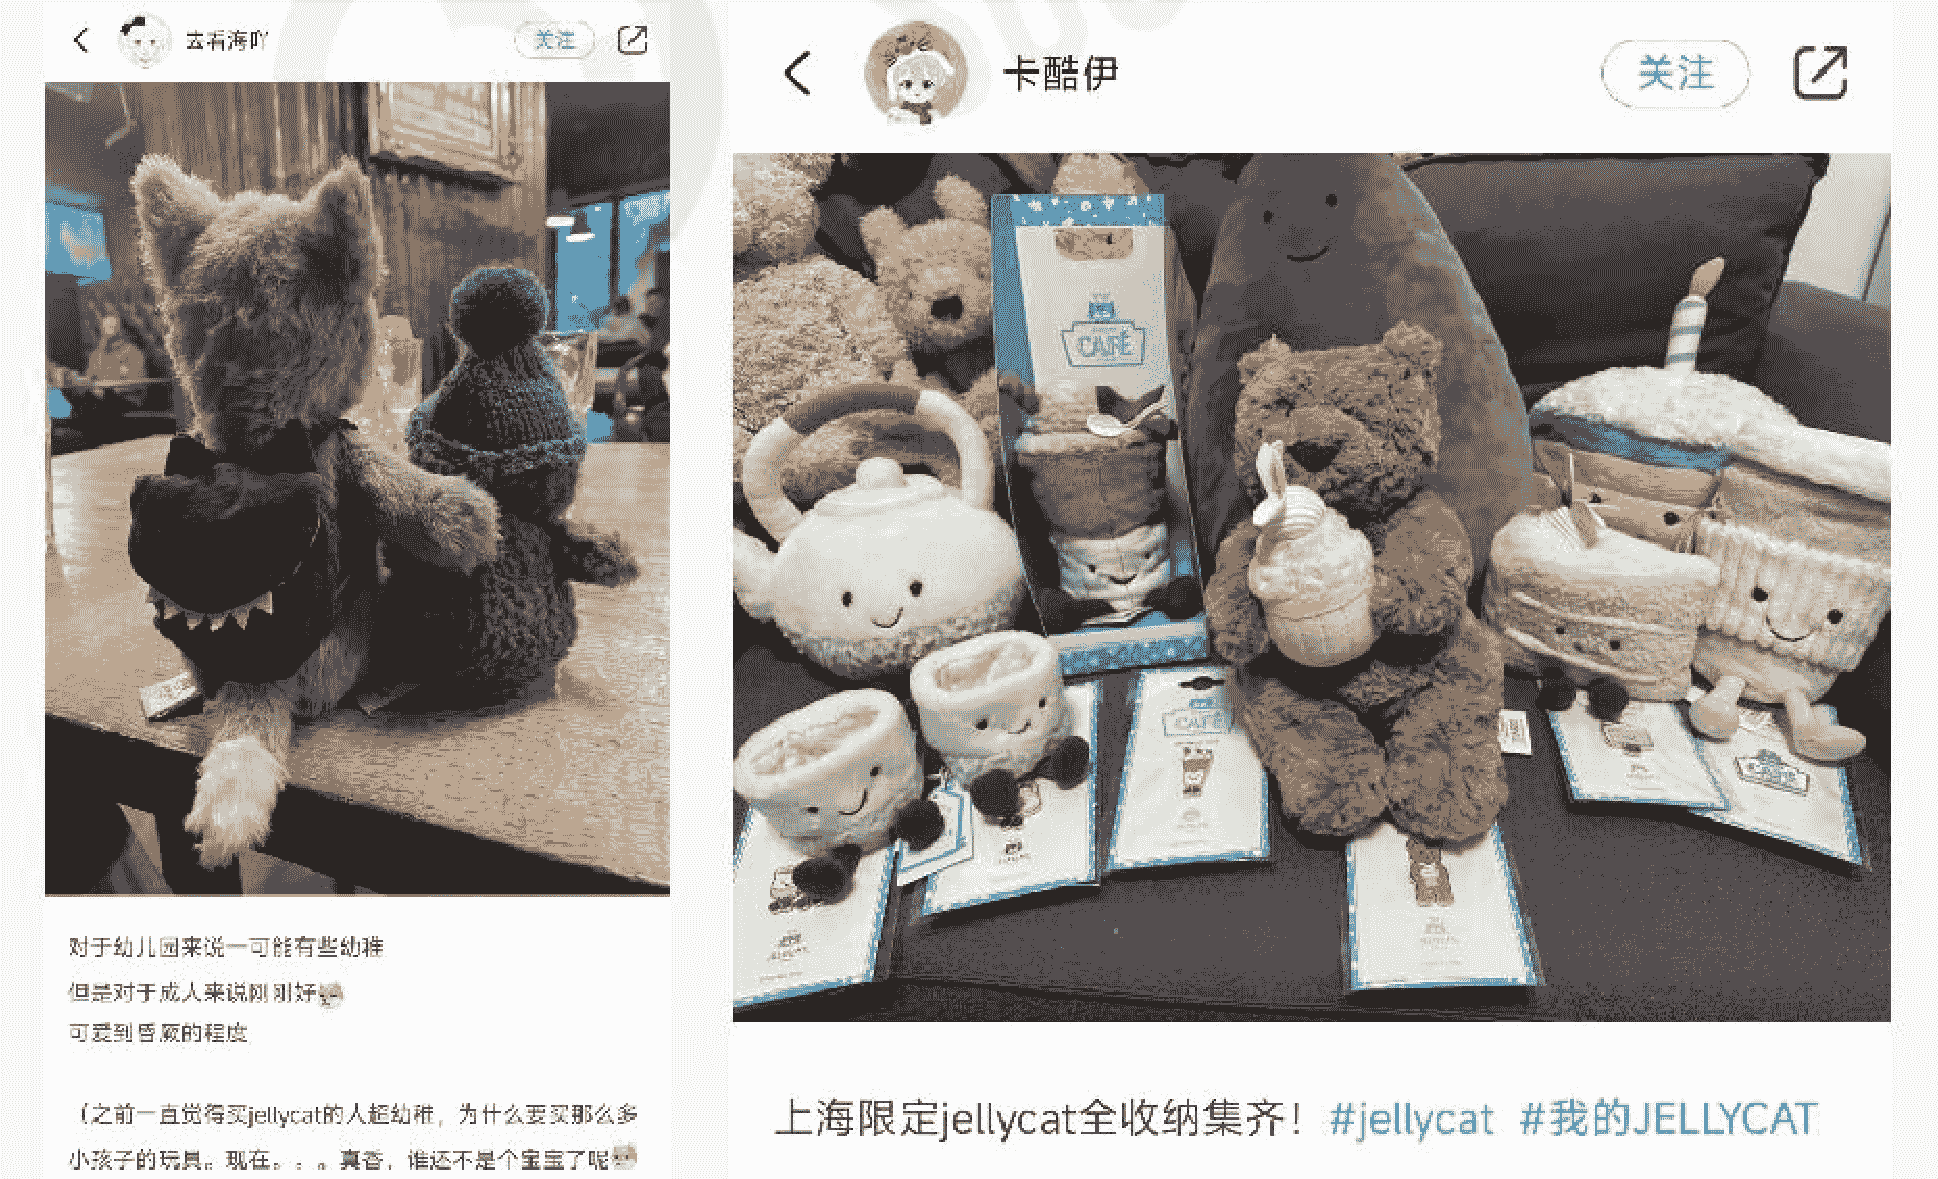 去看海吖
关注
对于幼儿园来说一可能有些幼稚
但是对于成人来说刚刚好
可爱到昏厥的程度
（之前一直觉得买jellycat的人超幼稚，为什么要买那么多
小孩子的玩具。现在。。。真香，谁还不是个宝宝了呢
卡酷伊
关注
CAFÉ
CAFÉ
上海限定jellycat全收纳集齐！#jellycat #我的JELLYCAT